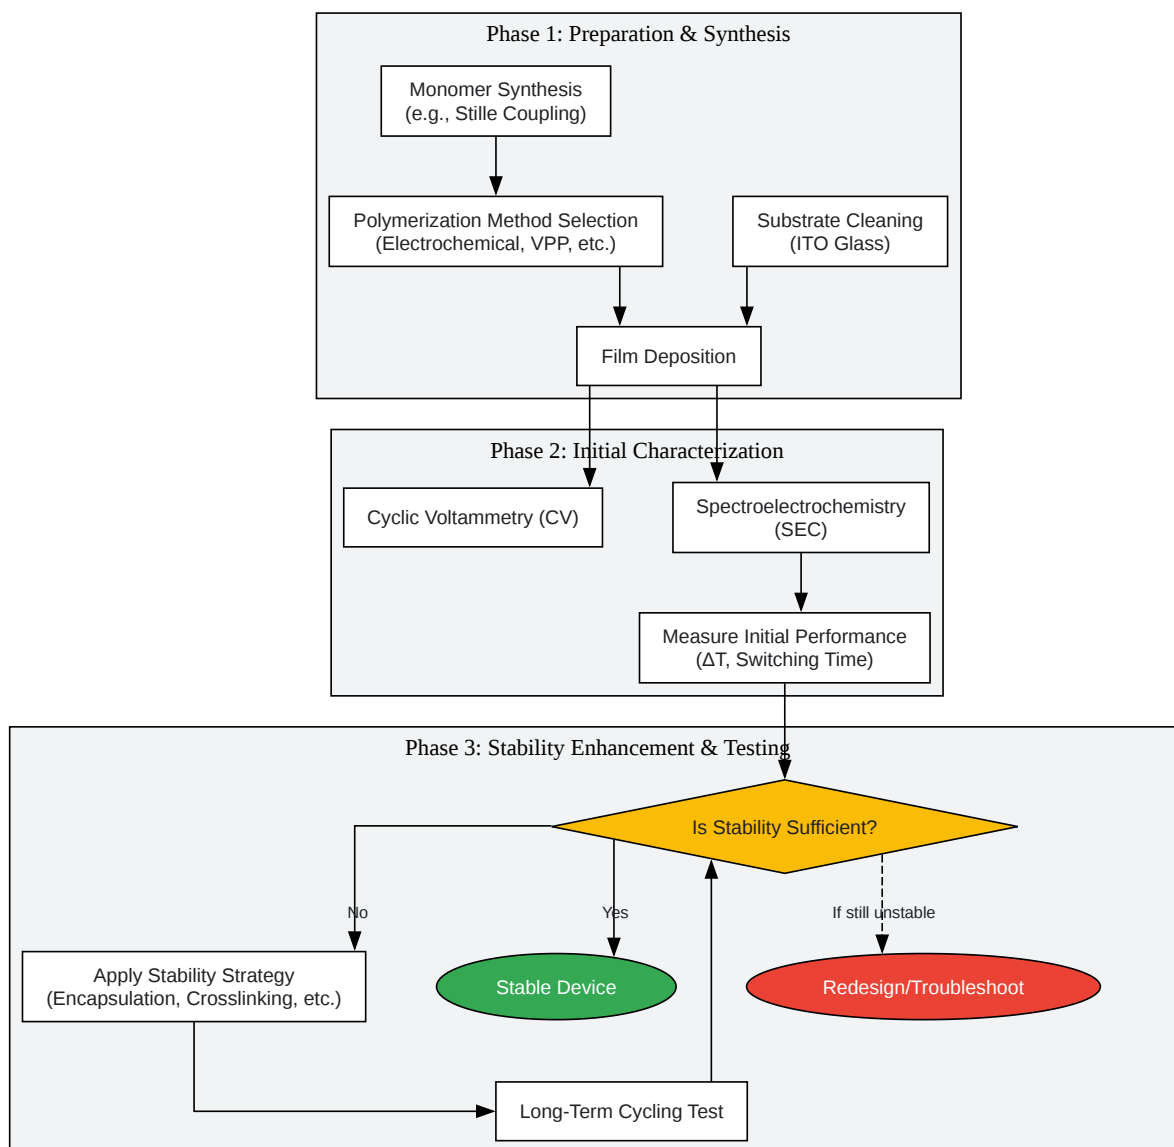 Phase 1: Preparation & Synthesis
Monomer Synthesis
(e.g., Stille Coupling)
Polymerization Method Selection
(Electrochemical, VPP, etc.)
Substrate Cleaning
(ITO Glass)
Film Deposition
Phase 2: Initial Characterization
Cyclic Voltammetry (CV)
Spectroelectrochemistry
(SEC)
Measure Initial Performance
(ΔT, Switching Time)
Phase 3: Stability Enhancement & Testing
Is Stability Sufficient?
No
Yes
If still unstable
Apply Stability Strategy
(Encapsulation, Crosslinking, etc.)
Stable Device
Redesign/Troubleshoot
Long-Term Cycling Test